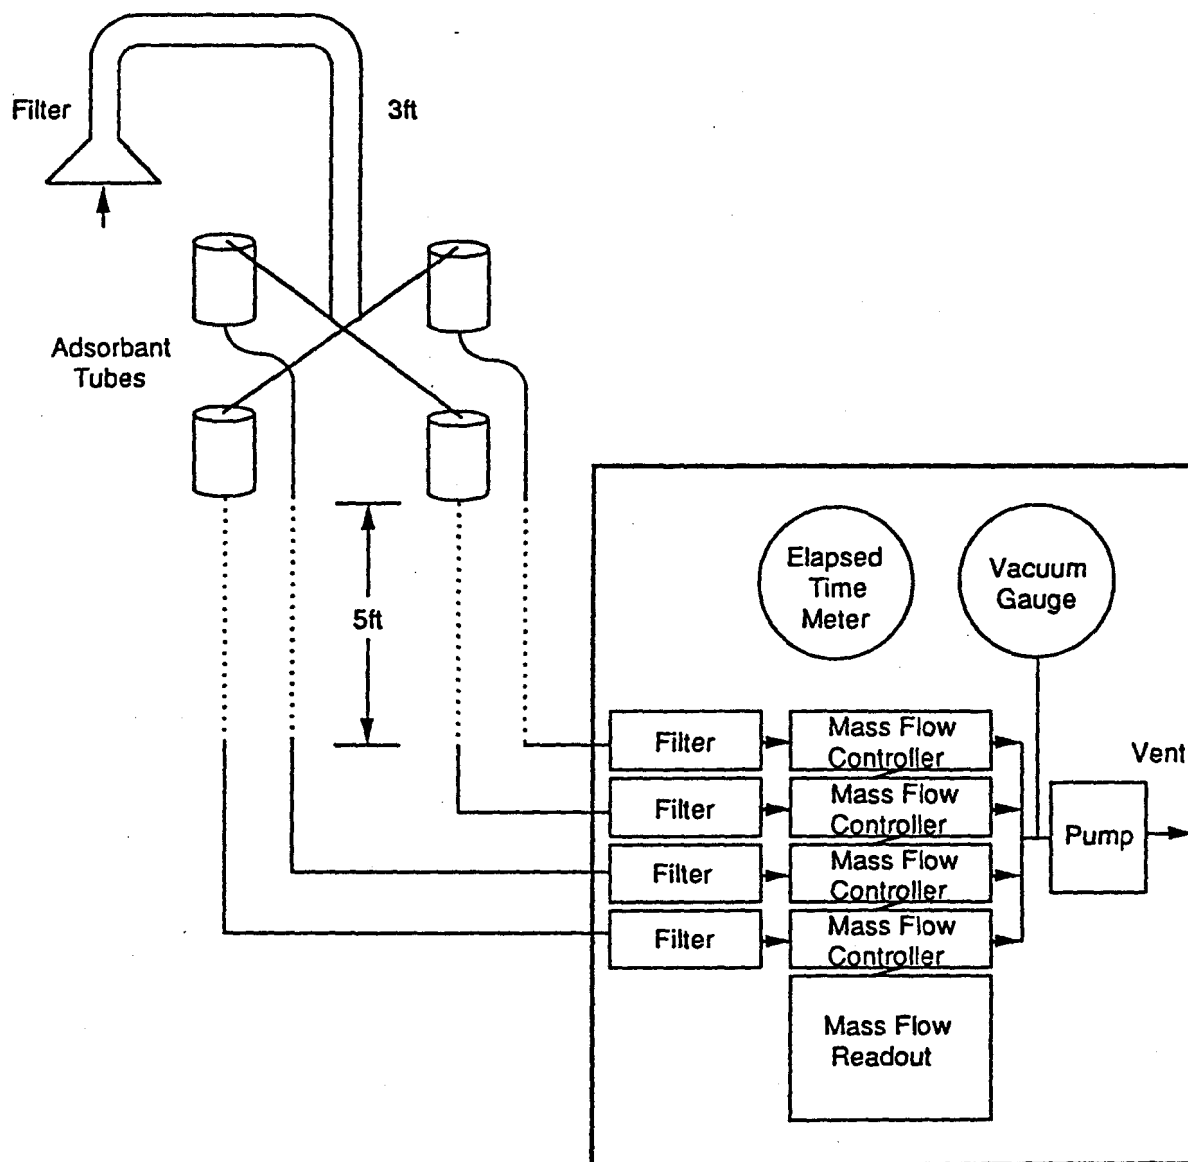 Filter
3ft
Adsorbant
Tubes
5ft
Elapsed
Time
Meter
Vacuum
Gauge
Filter
Mass Flow
Controller
Vent
Filter
Mass Flow
Controller
Pump
Filter
Mass Flow
Controller
Filter
Mass Flow
Controller
Mass Flow
Readout